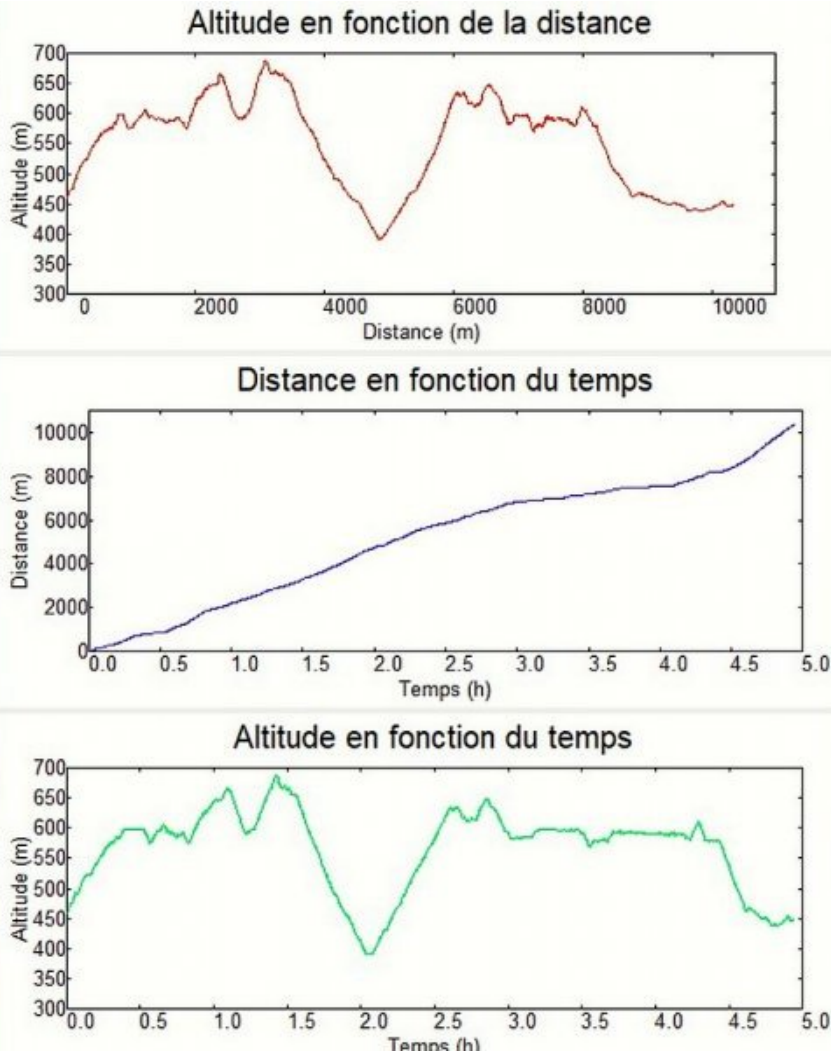 Altitude en fonction de la distance
700
650
600
550
500
450
400
350
300
Altitude (m)
0 2000 4000 6000 8000 10000
Distance (m)
Distance en fonction du temps
10000
8000
6000
4000
2000
0
Distance (m)
0.0 0.5 1.0 1.5 2.0 2.5 3.0 3.5 4.0 4.5 5.0
Temps (h)
Altitude en fonction du temps
700
650
600
550
500
450
400
350
300
Altitude (m)
0.0 0.5 1.0 1.5 2.0 2.5 3.0 3.5 4.0 4.5 5.0
Temps (h)